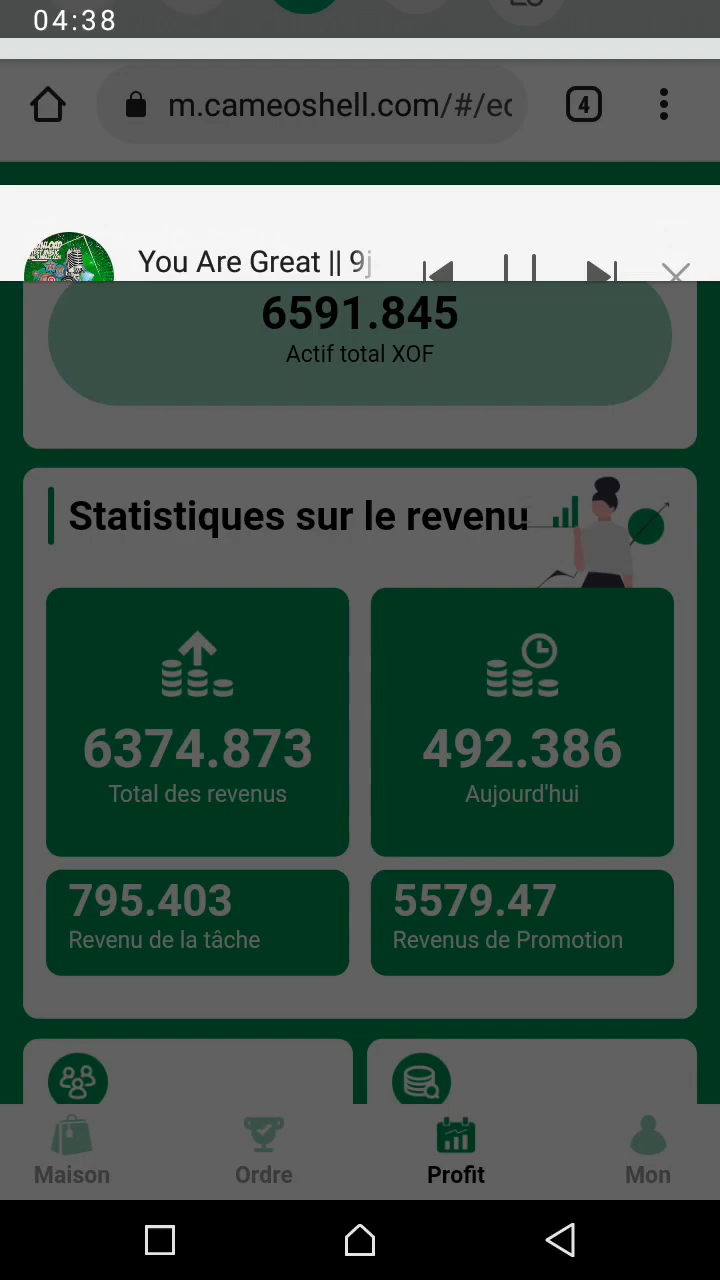 04:38
m.cameoshell.com/#/ec
4
You Are Great || 9j
6591.845
Actif total XOF
Statistiques sur le revenu
6374.873
Total des revenus
492.386
Aujourd'hui
795.403
Revenu de la tâche
5579.47
Revenus de Promotion
Maison
Ordre
Profit
Mon